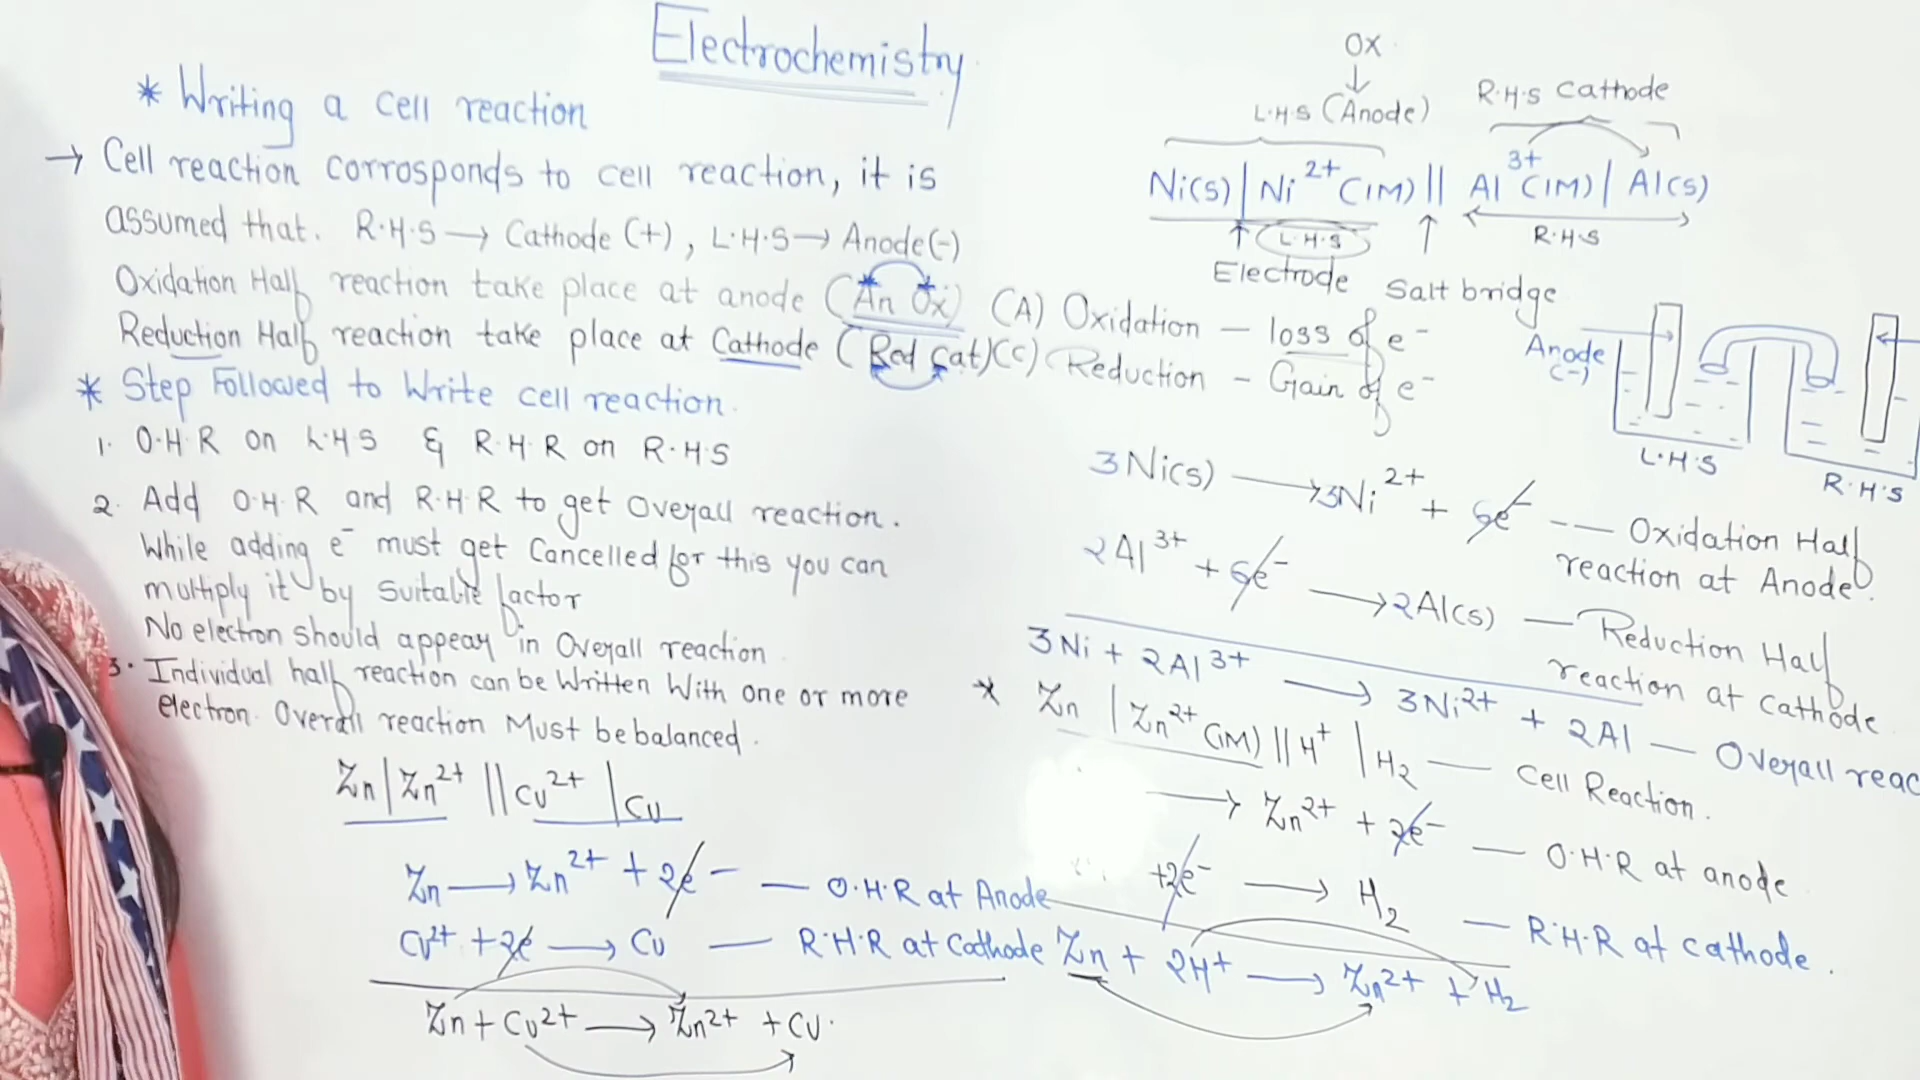 Electrochemistry
* Writing a cell reaction
→ Cell reaction corrosponds to cell reaction, it is
assumed that. R.H.S → Cathode (+), L.H.S → Anode (-)
Oxidation Half reaction take place at anode (An Ox) (A) Oxidation - loss of e⁻
Reduction Half reaction take place at Cathode (Red Cat) (C) Reduction - Gain of e⁻
* Step Followed to Write cell reaction.
1. O.H.R on L.H.S & R.H.R on R.H.S
2. Add O.H.R and R.H.R to get Overall reaction.
While adding e⁻ must get Cancelled for this you can
multiply it by Suitable factor
No electron should appear in Overall reaction
3. Individual half reaction can be Written With one or more
electron. Overall reaction Must be balanced.
Zn | Zn²⁺ || Cu²⁺ | Cu
Zn → Zn²⁺ + 2e⁻ — O.H.R at Anode
Cu²⁺ + 2e → Cu — R.H.R at Cathode
Zn + Cu²⁺ → Zn²⁺ + Cu.
OX
↓
L.H.S (Anode) R.H.S Cathode
Ni(s) | Ni²⁺ (1M) || Al³⁺ (1M) | Al(s)
↑ L.H.S ↑ R.H.S
Electrode Salt bridge
Anode
(-)
L.H.S
R.H.S
3Ni(s) → 3Ni²⁺ + 6e⁻ --- Oxidation Half
reaction at Anode.
2Al³⁺ + 6e⁻ → 2Al(s) — Reduction Half
reaction at Cathode
3Ni + 2Al³⁺ → 3Ni²⁺ + 2Al — Overall reac
* Zn | Zn²⁺ (1M) || H⁺ | H₂ — Cell Reaction.
→ Zn²⁺ + 2e⁻ — O.H.R at anode
+2e⁻ → H₂ — R.H.R at cathode.
Zn + 2H⁺ → Zn²⁺ + H₂